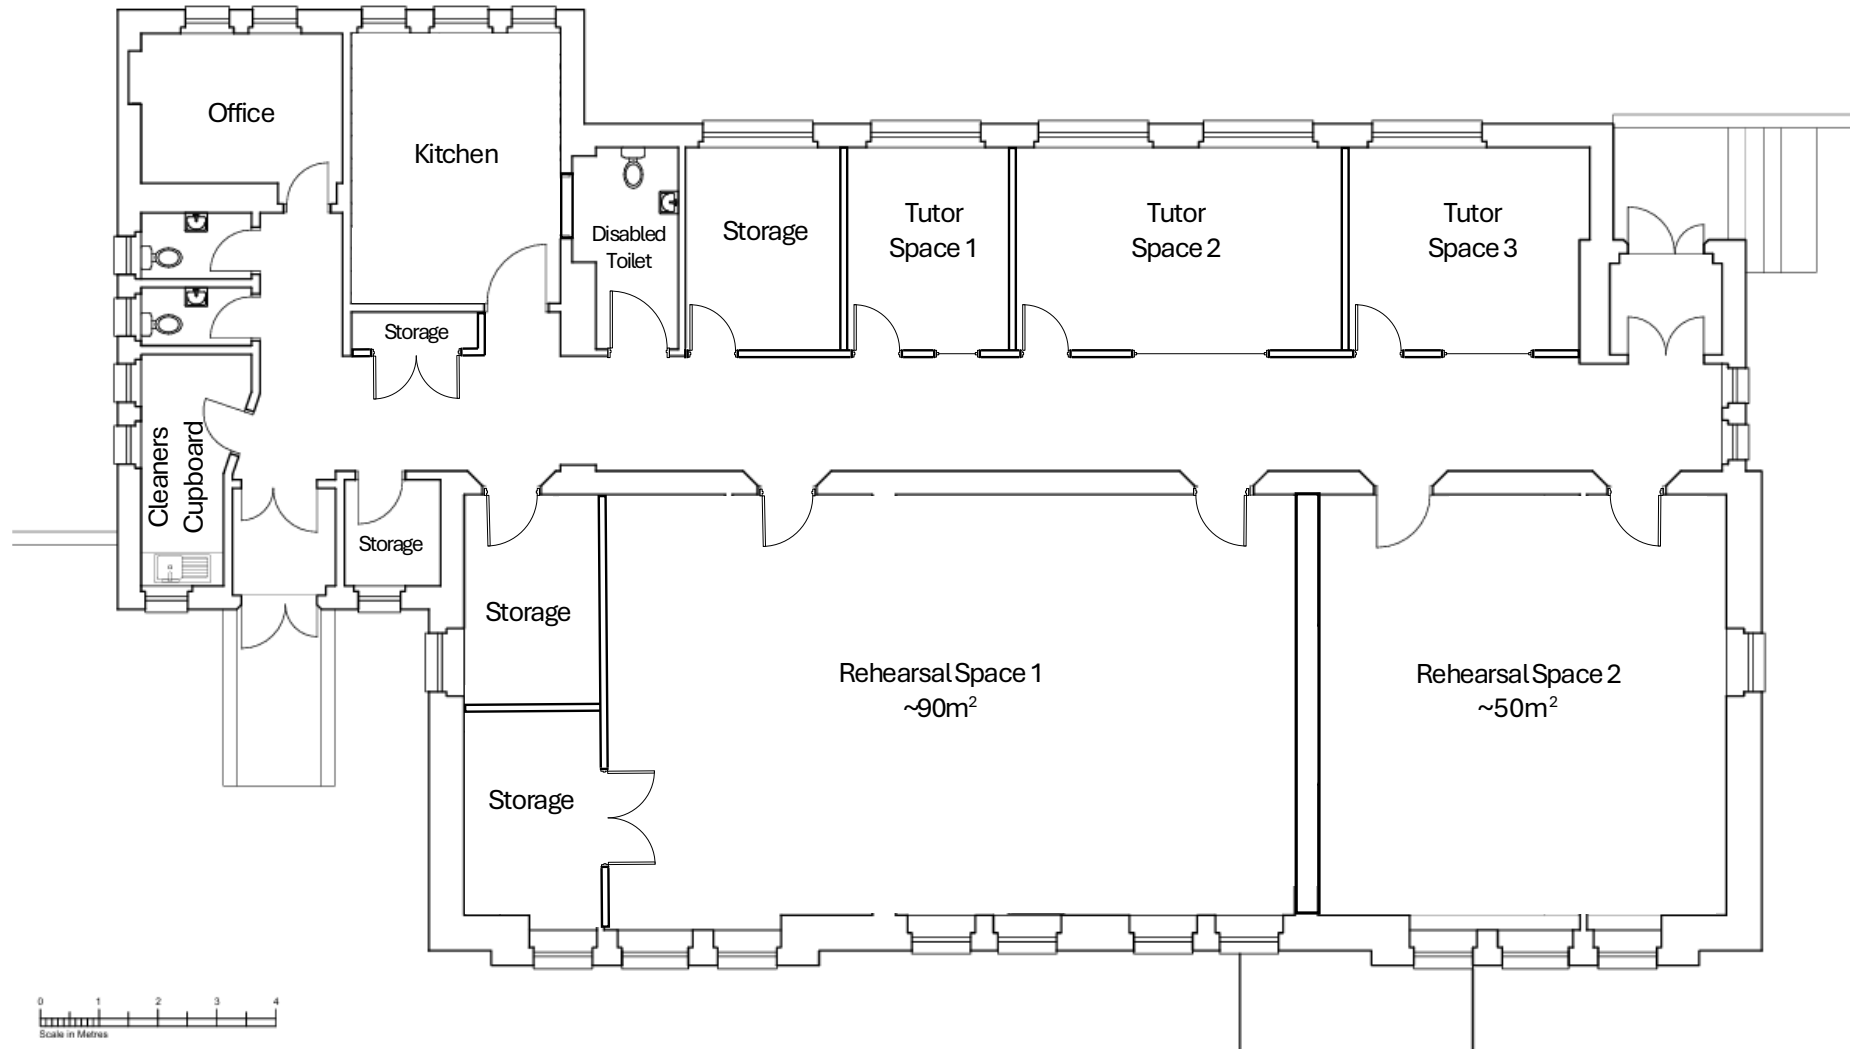 Office
Kitchen
Disabled
Toilet
Storage
Tutor
Space 1
Tutor
Space 2
Tutor
Space 3
Storage
Cleaners
Cupboard
Storage
Storage
Rehearsal Space 1
~90m²
Rehearsal Space 2
~50m²
Storage
0 1 2 3 4
Scale in Metres